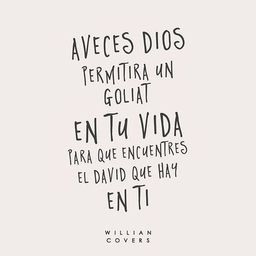 AVECES DIOS
PERMITIRA UN
GOLIAT
EN TU VIDA
PARA QUE ENCUENTRES
EL DAVID QUE HAY
EN TI
WILLIAN
COVERS